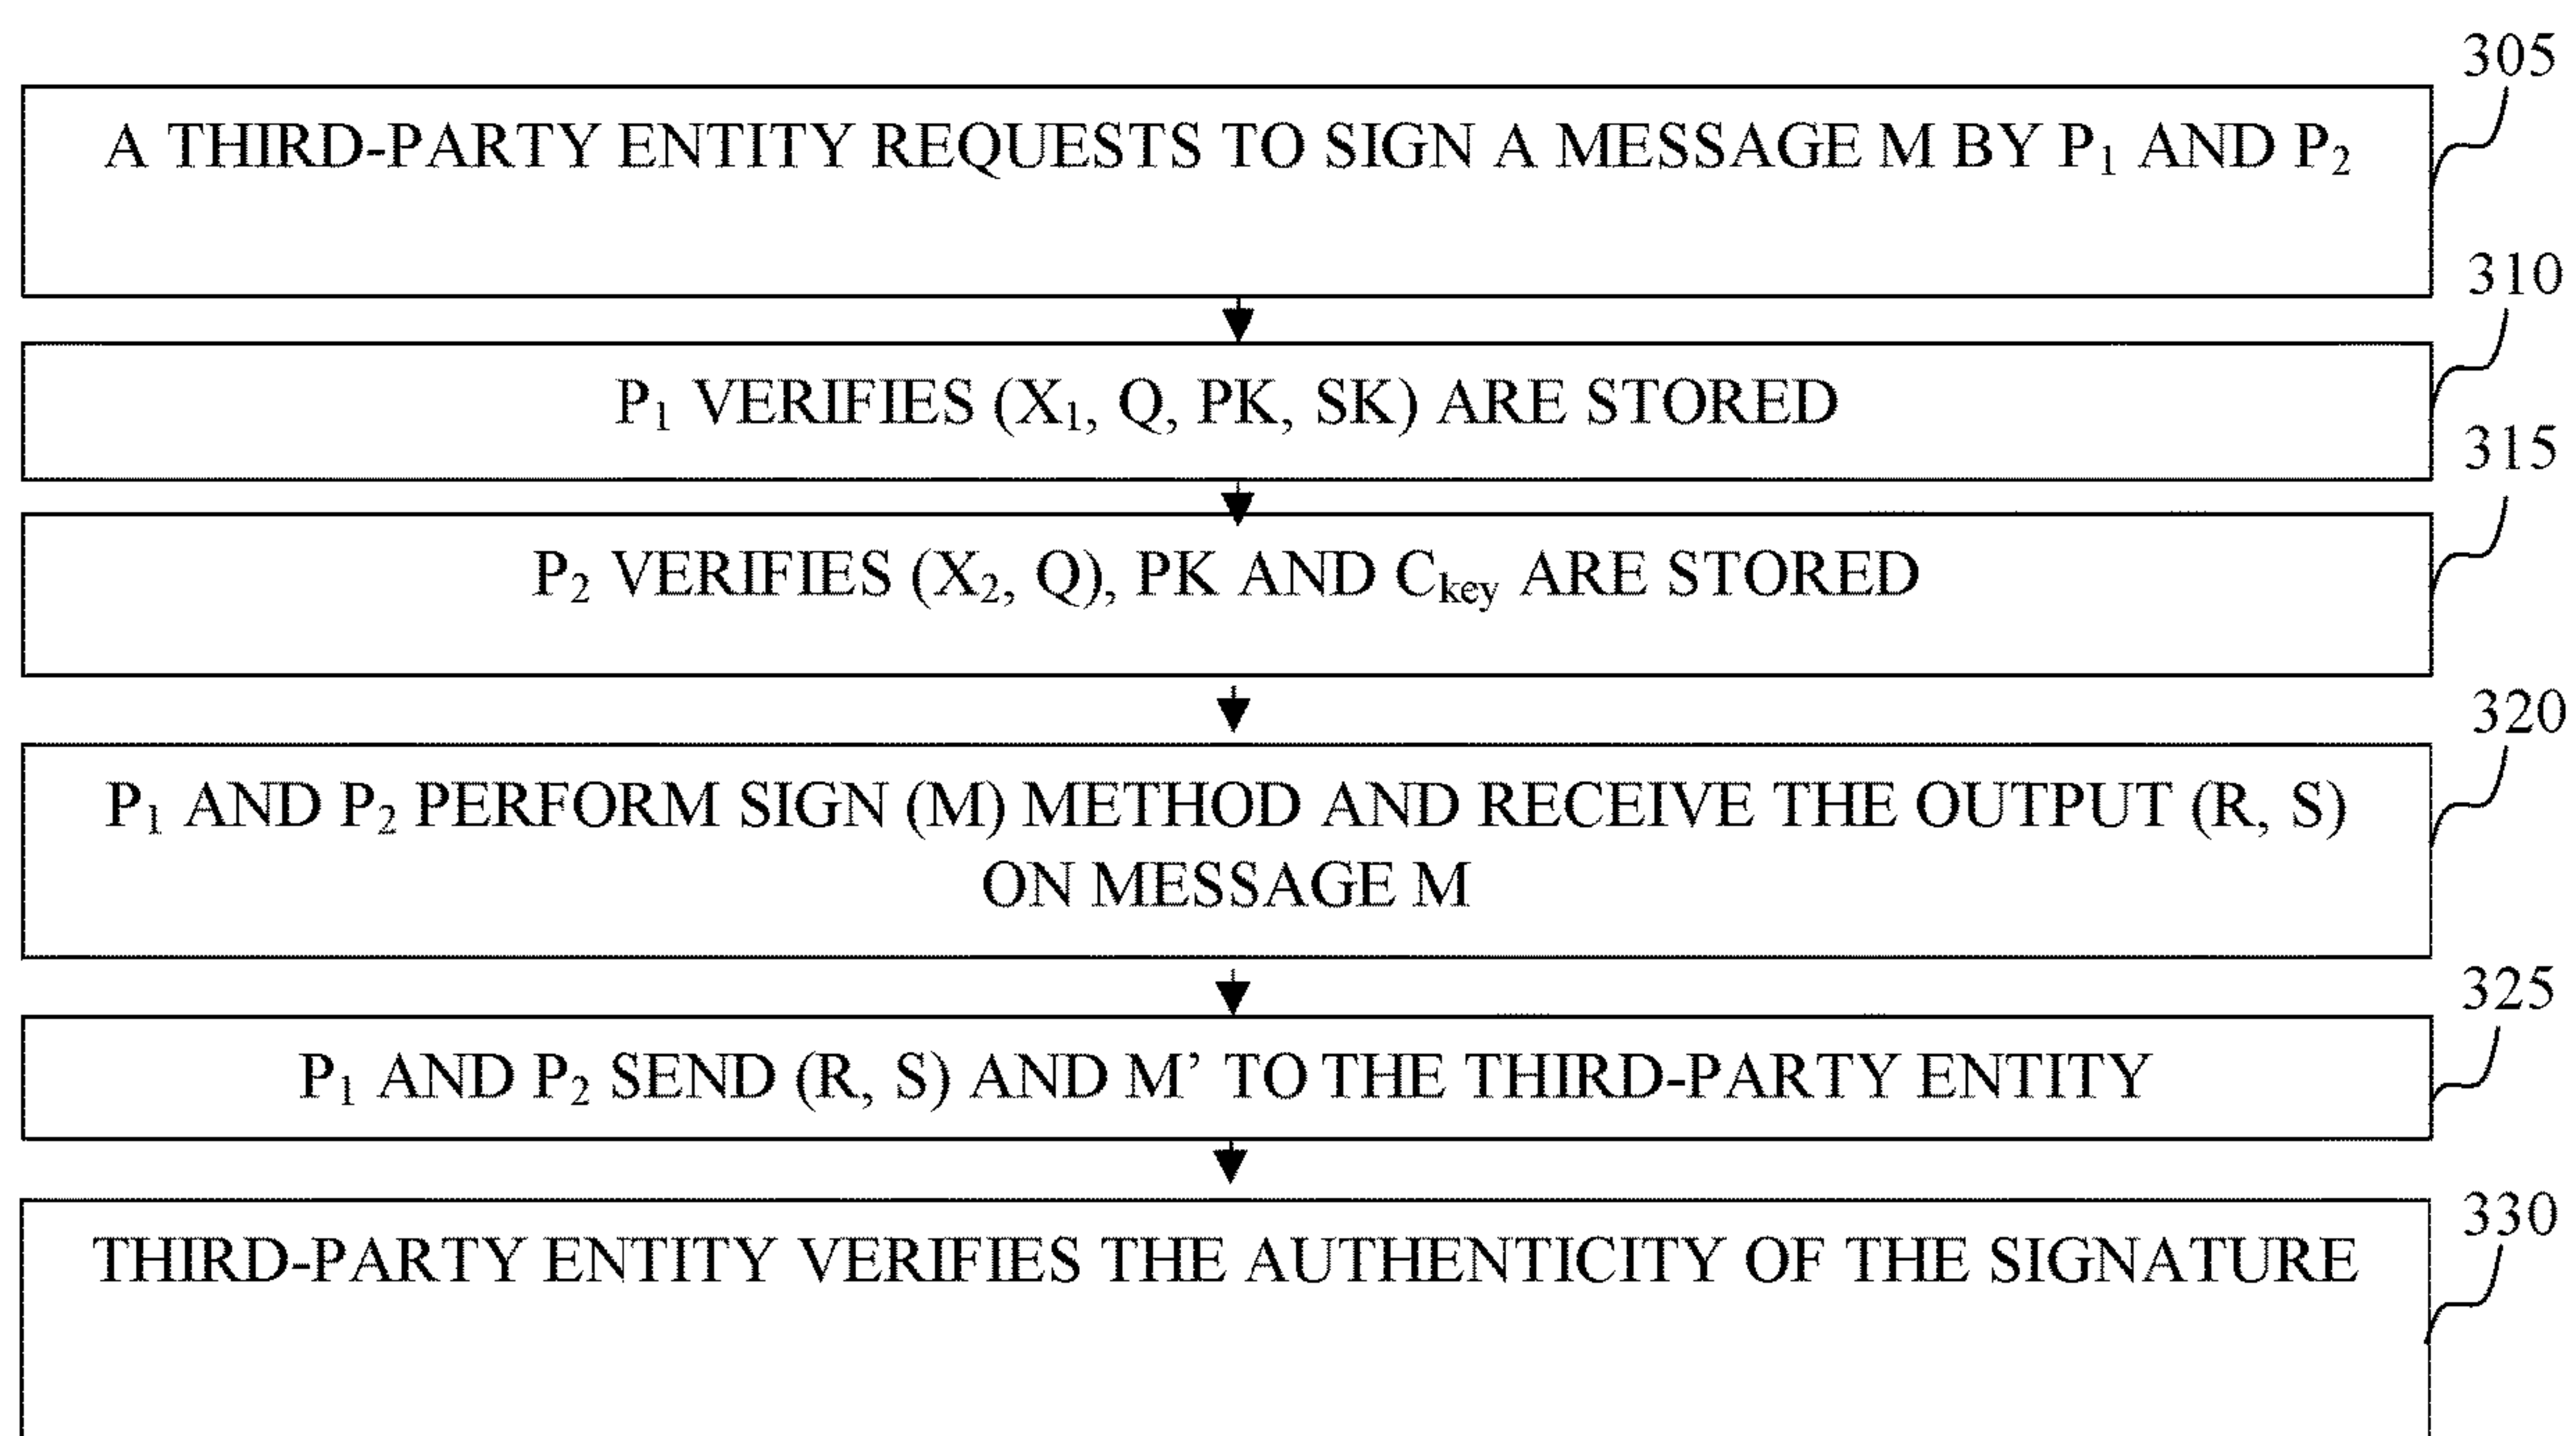 305
A THIRD-PARTY ENTITY REQUESTS TO SIGN A MESSAGE M BY P₁ AND P₂
310
P₁ VERIFIES (X₁, Q, PK, SK) ARE STORED
315
P₂ VERIFIES (X₂, Q), PK AND Cₖₑᵧ ARE STORED
320
P₁ AND P₂ PERFORM SIGN (M) METHOD AND RECEIVE THE OUTPUT (R, S)
ON MESSAGE M
325
P₁ AND P₂ SEND (R, S) AND M’ TO THE THIRD-PARTY ENTITY
330
THIRD-PARTY ENTITY VERIFIES THE AUTHENTICITY OF THE SIGNATURE